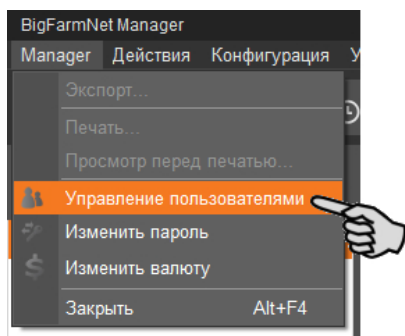 BigFarmNet Manager
Manager Действия Конфигурация У
Экспорт...
Печать...
Просмотр перед печатью...
Управление пользователями
Изменить пароль
Изменить валюту
Закрыть Alt+F4